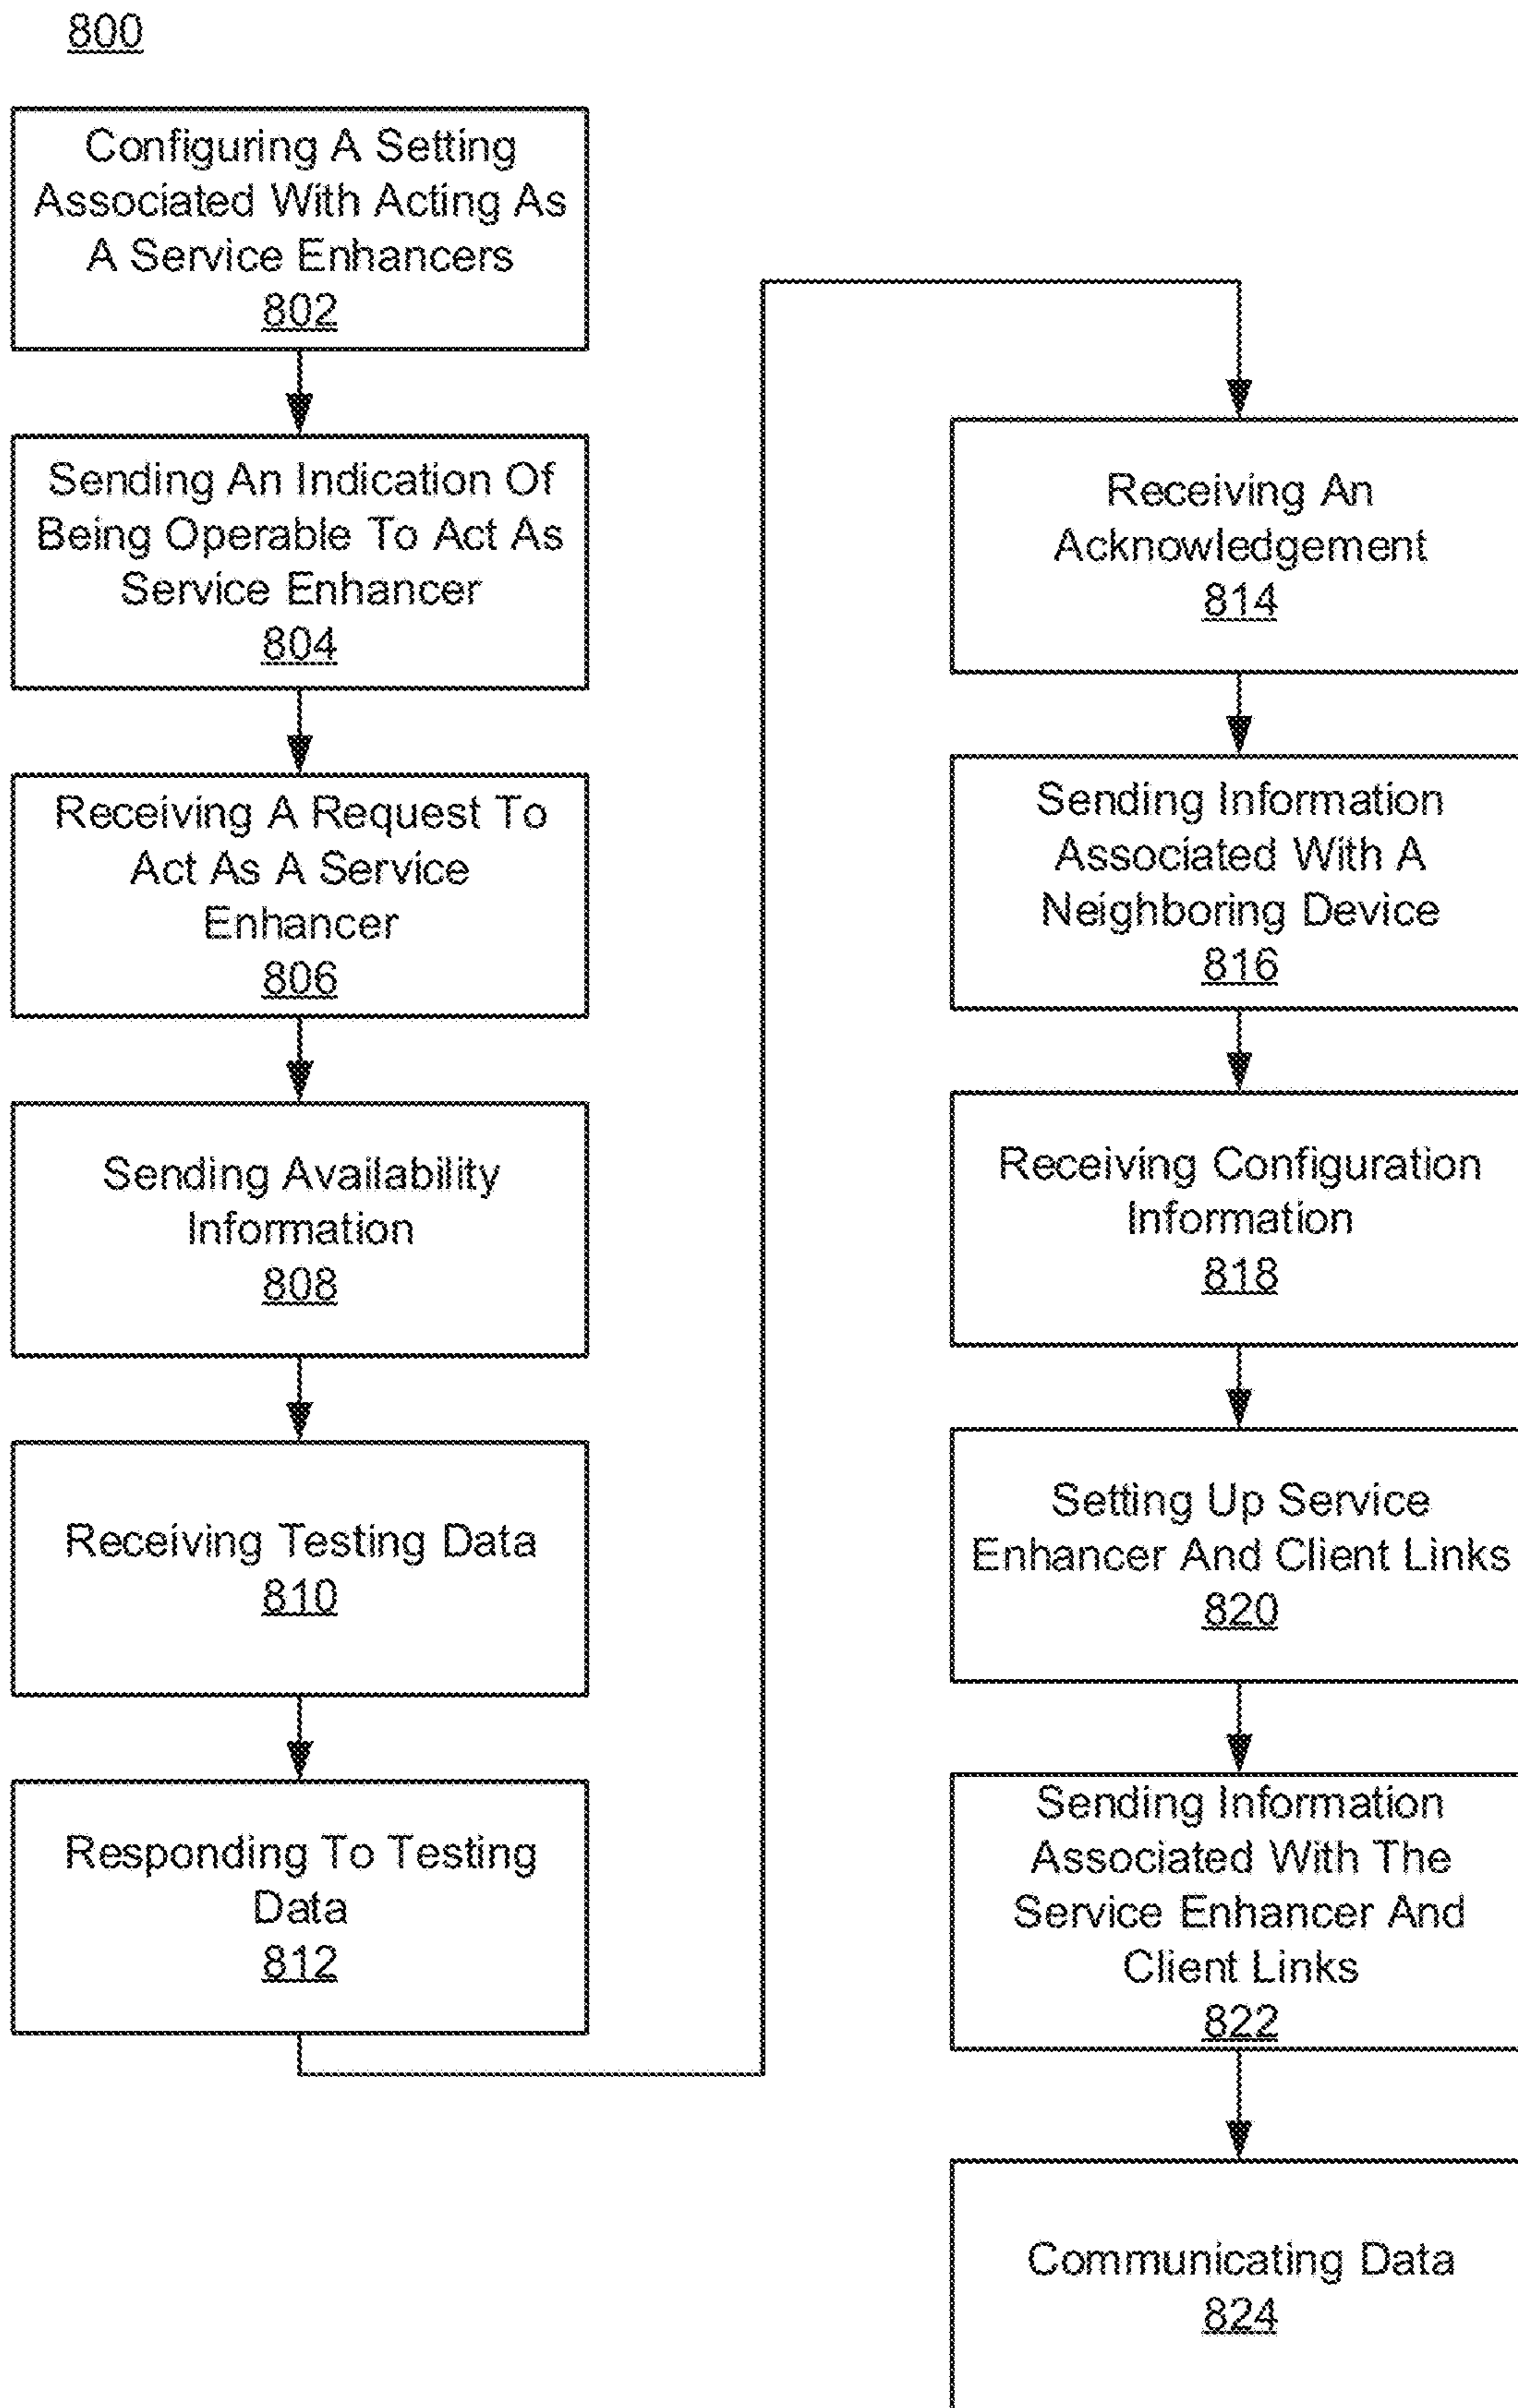 800
Configuring A Setting
Associated With Acting As
A Service Enhancers
802
Sending An Indication Of
Being Operable To Act As
Service Enhancer
804
Receiving A Request To
Act As A Service
Enhancer
806
Sending Availability
Information
808
Receiving Testing Data
810
Responding To Testing
Data
812
Receiving An
Acknowledgement
814
Sending Information
Associated With A
Neighboring Device
816
Receiving Configuration
Information
818
Setting Up Service
Enhancer And Client Links
820
Sending Information
Associated With The
Service Enhancer And
Client Links
822
Communicating Data
824